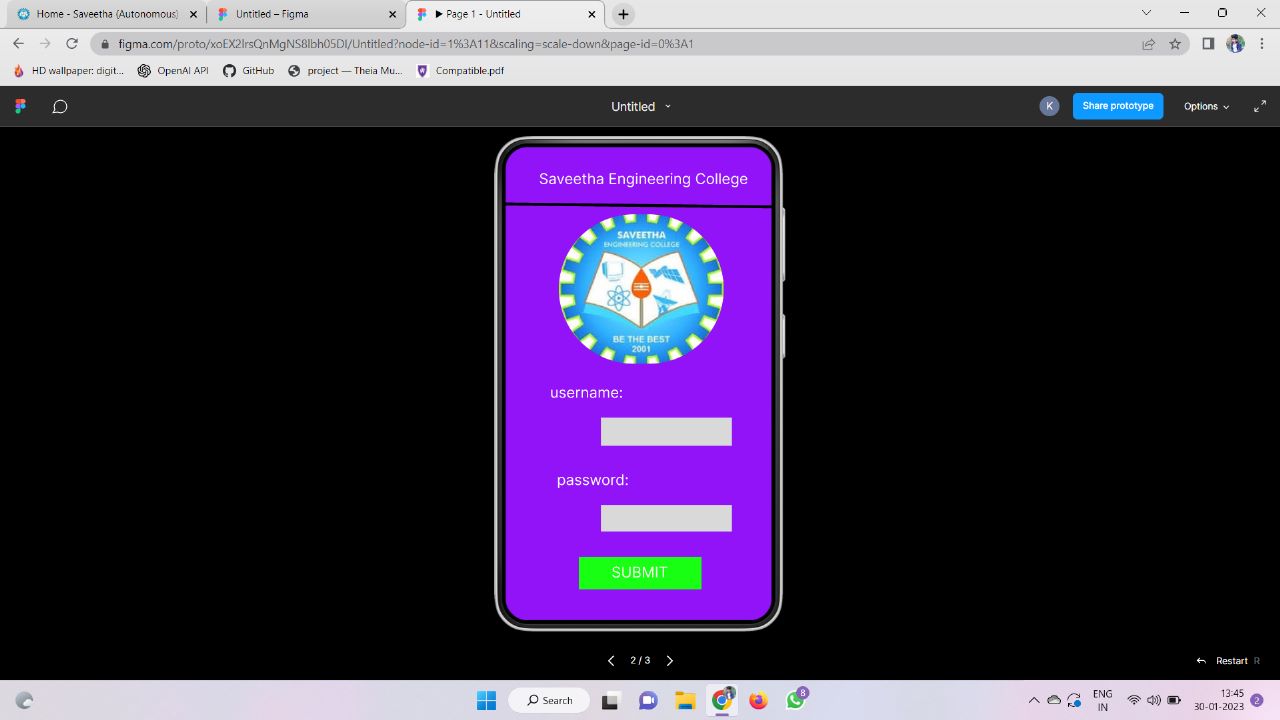 Home - Saveetha (Autonomous)
Untitled – Figma
▶ Page 1 - Untitled
figma.com/proto/xoEX2lrsQnMgNS8lbh05DI/Untitled?node-id=1%3A11&scaling=scale-down&page-id=0%3A1
HD wallpaper: digit...
OpenAI API
GitHub
project — Theia Mu...
Compatible.pdf
Untitled
K
Share prototype
Options
Saveetha Engineering College
SAVEETHA
ENGINEERING COLLEGE
BE THE BEST
2001
username:
password:
SUBMIT
2 / 3
Restart R
Search
8
ENG
IN
13:45
30-01-2023
2